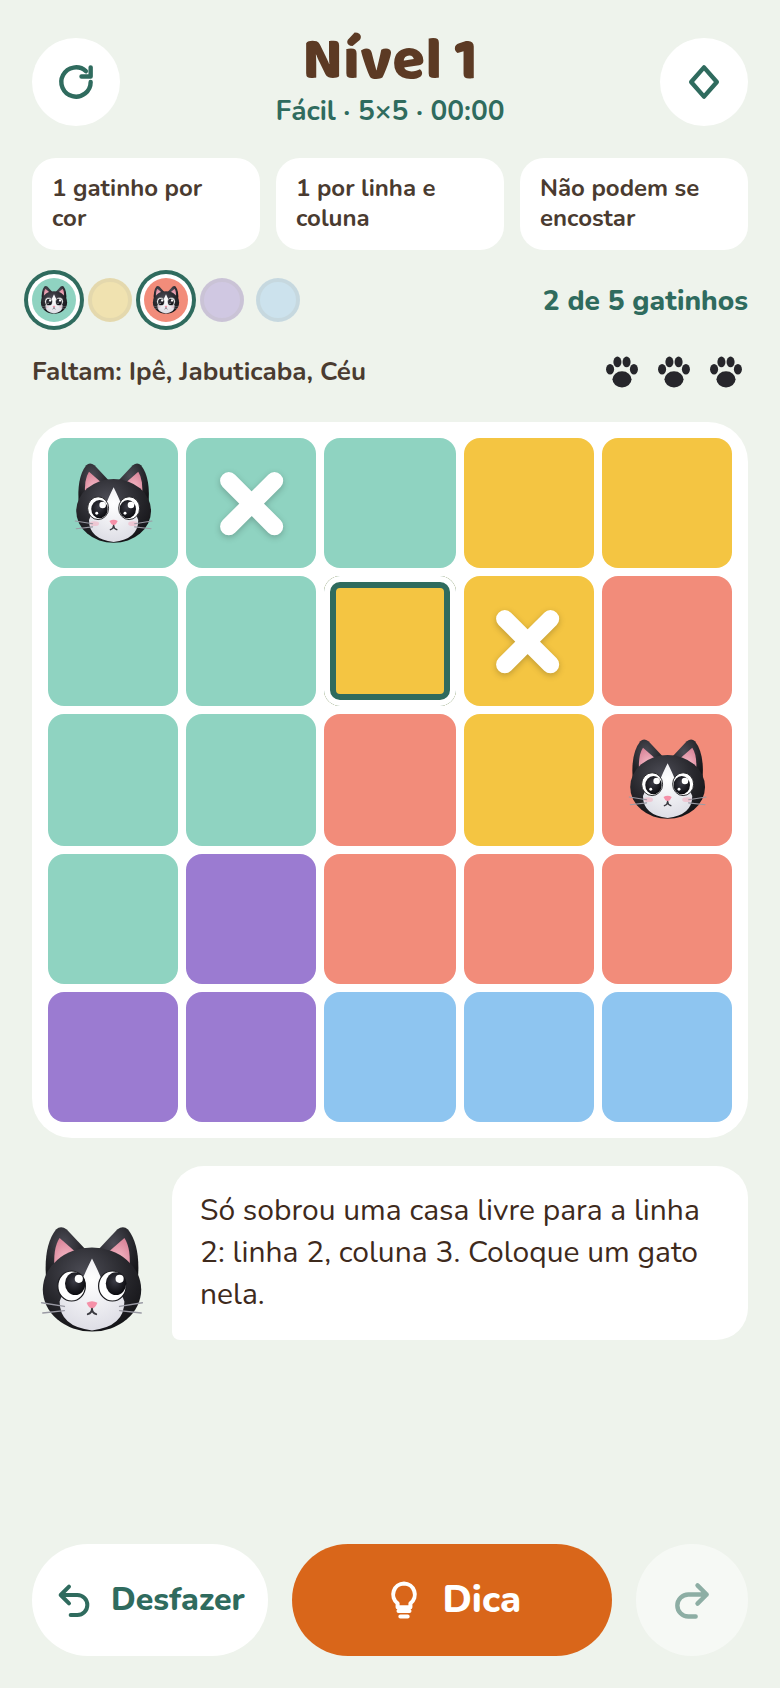 Nível 1
Fácil · 5×5 · 00:00
1 gatinho por
cor
1 por linha e
coluna
Não podem se
encostar
2 de 5 gatinhos
Faltam: Ipê, Jabuticaba, Céu
Só sobrou uma casa livre para a linha
2: linha 2, coluna 3. Coloque um gato
nela.
Desfazer
Dica